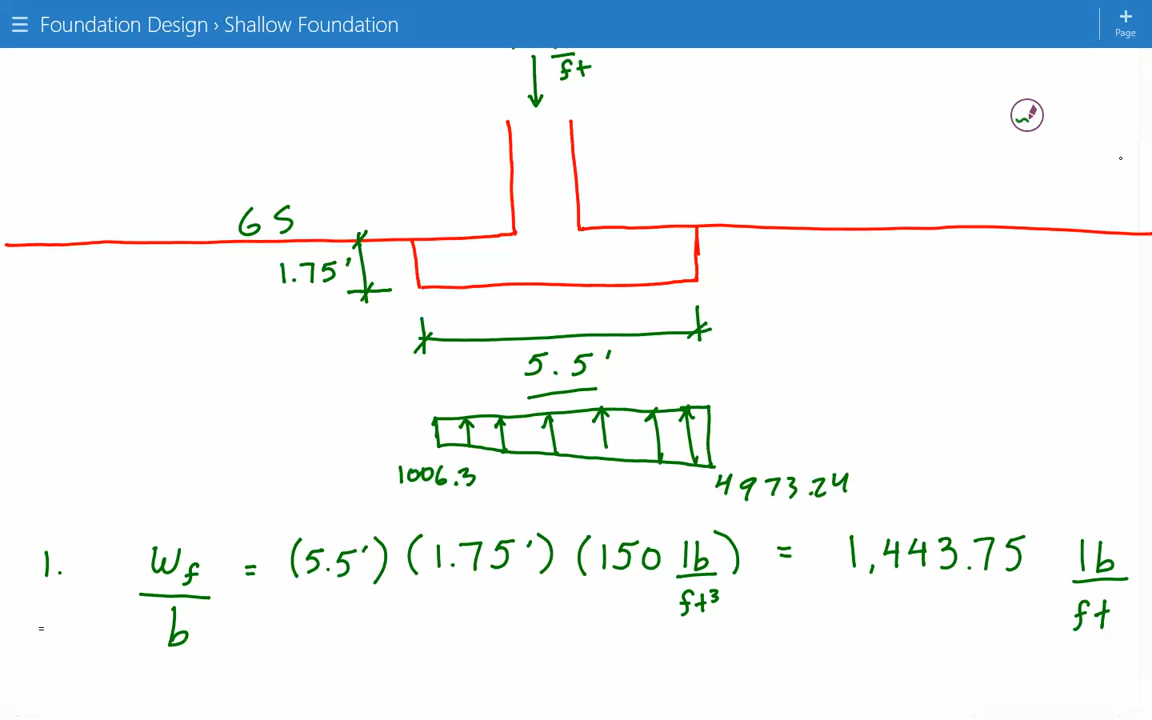 Foundation Design › Shallow Foundation
Page
ft
GS
1.75'
5.5'
1006.3
4973.24
1. Wf/b = (5.5')(1.75')(150 lb/ft³) = 1,443.75 lb/ft
=